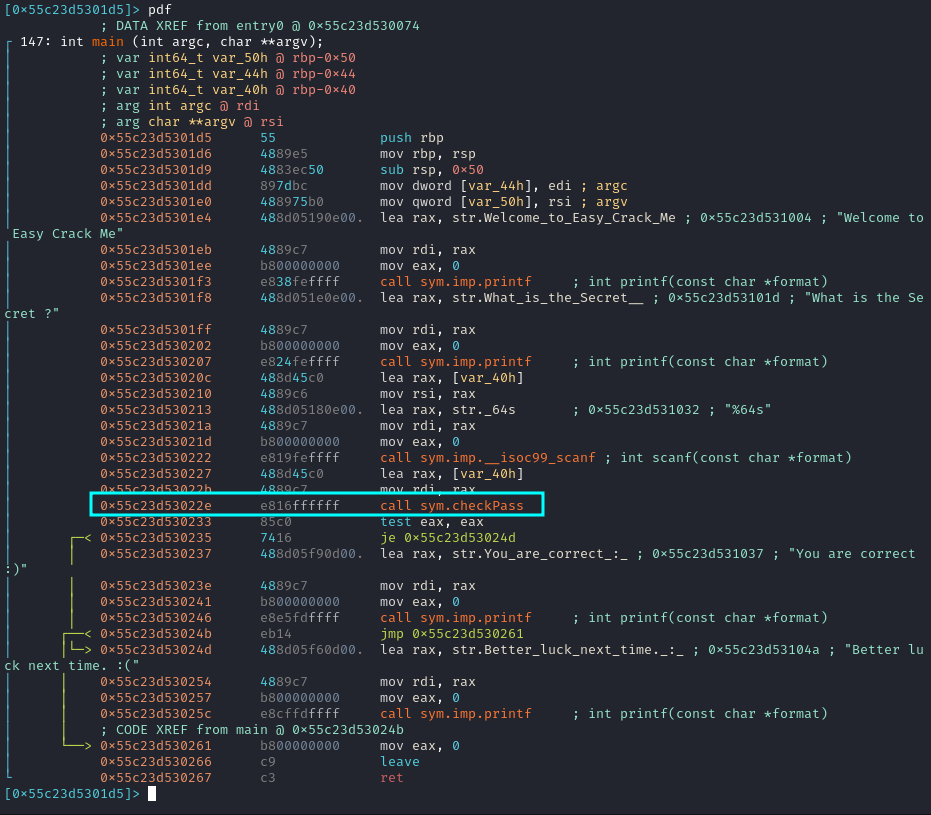 [0×55c23d5301d5]> pdf
; DATA XREF from entry0 @ 0×55c23d530074
147: int main (int argc, char **argv);
; var int64_t var_50h @ rbp-0×50
; var int64_t var_44h @ rbp-0×44
; var int64_t var_40h @ rbp-0×40
; arg int argc @ rdi
; arg char **argv @ rsi
0×55c23d5301d5 55 push rbp
0×55c23d5301d6 4889e5 mov rbp, rsp
0×55c23d5301d9 4883ec50 sub rsp, 0×50
0×55c23d5301dd 897dbc mov dword [var_44h], edi ; argc
0×55c23d5301e0 488975b0 mov qword [var_50h], rsi ; argv
0×55c23d5301e4 488d05190e00. lea rax, str.Welcome_to_Easy_Crack_Me ; 0×55c23d531004 ; "Welcome to
Easy Crack Me"
0×55c23d5301eb 4889c7 mov rdi, rax
0×55c23d5301ee b800000000 mov eax, 0
0×55c23d5301f3 e838feffff call sym.imp.printf ; int printf(const char *format)
0×55c23d5301f8 488d051e0e00. lea rax, str.What_is_the_Secret__ ; 0×55c23d53101d ; "What is the Se
cret ?"
0×55c23d5301ff 4889c7 mov rdi, rax
0×55c23d530202 b800000000 mov eax, 0
0×55c23d530207 e824feffff call sym.imp.printf ; int printf(const char *format)
0×55c23d53020c 488d45c0 lea rax, [var_40h]
0×55c23d530210 4889c6 mov rsi, rax
0×55c23d530213 488d05180e00. lea rax, str._64s ; 0×55c23d531032 ; "%64s"
0×55c23d53021a 4889c7 mov rdi, rax
0×55c23d53021d b800000000 mov eax, 0
0×55c23d530222 e819feffff call sym.imp.__isoc99_scanf ; int scanf(const char *format)
0×55c23d530227 488d45c0 lea rax, [var_40h]
0×55c23d53022b 4889c7 mov rdi, rax
0×55c23d53022e e816ffffff call sym.checkPass
0×55c23d530233 85c0 test eax, eax
0×55c23d530235 7416 je 0×55c23d53024d
0×55c23d530237 488d05f90d00. lea rax, str.You_are_correct_:_ ; 0×55c23d531037 ; "You are correct
:)"
0×55c23d53023e 4889c7 mov rdi, rax
0×55c23d530241 b800000000 mov eax, 0
0×55c23d530246 e8e5fdffff call sym.imp.printf ; int printf(const char *format)
0×55c23d53024b eb14 jmp 0×55c23d530261
0×55c23d53024d 488d05f60d00. lea rax, str.Better_luck_next_time._:_ ; 0×55c23d53104a ; "Better lu
ck next time. :("
0×55c23d530254 4889c7 mov rdi, rax
0×55c23d530257 b800000000 mov eax, 0
0×55c23d53025c e8cffdffff call sym.imp.printf ; int printf(const char *format)
; CODE XREF from main @ 0×55c23d53024b
0×55c23d530261 b800000000 mov eax, 0
0×55c23d530266 c9 leave
0×55c23d530267 c3 ret
[0×55c23d5301d5]>